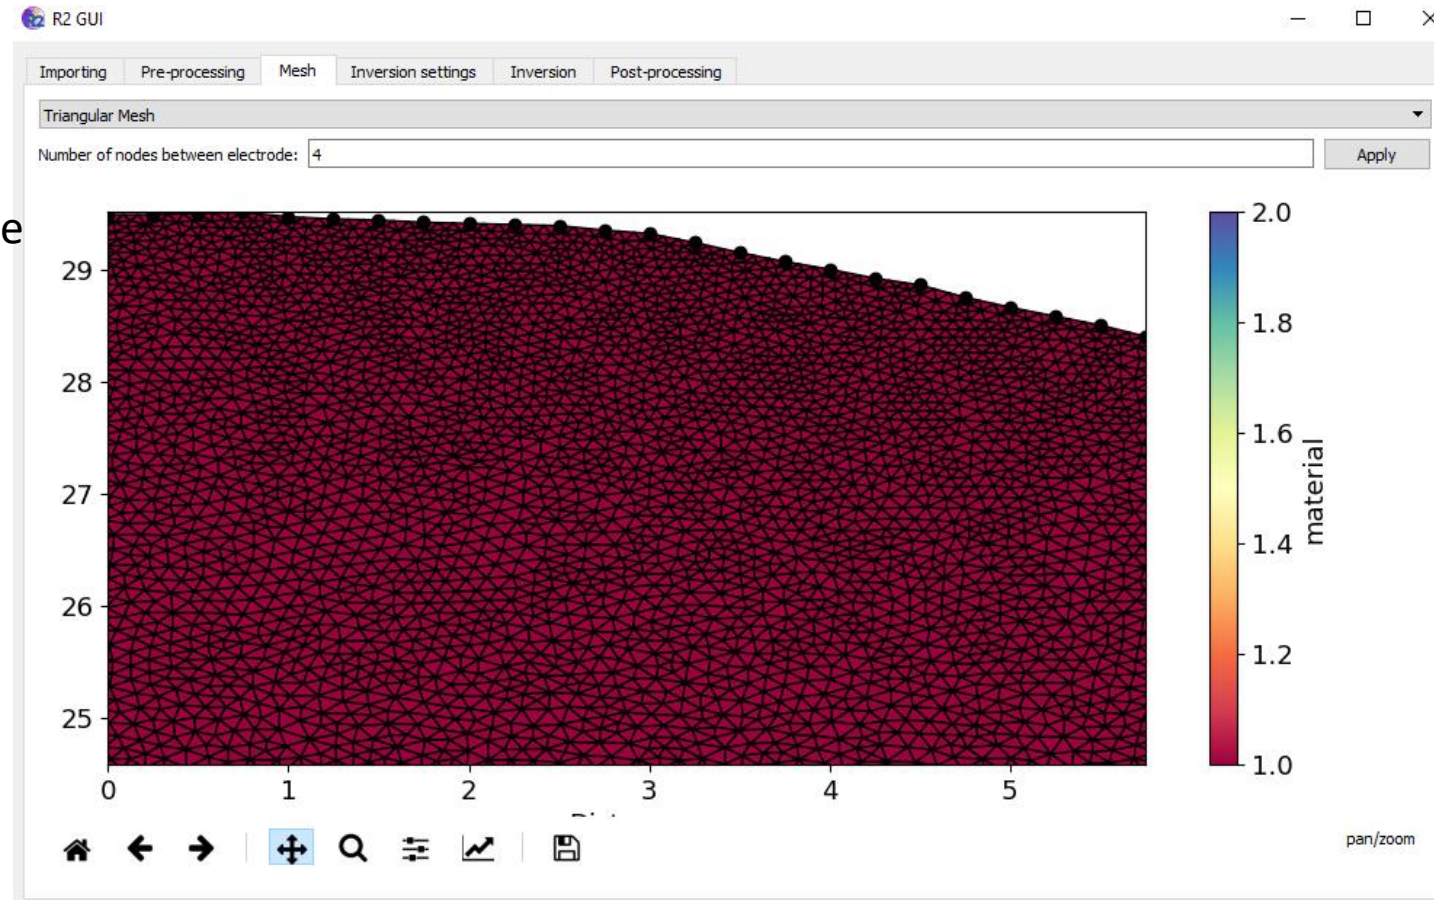 R2 GUI
Importing Pre-processing Mesh Inversion settings Inversion Post-processing
Triangular Mesh
Number of nodes between electrode: 4 Apply
e
29
28
27
26
25
0 1 2 3 4 5
2.0
1.8
1.6
1.4
1.2
1.0
material
pan/zoom